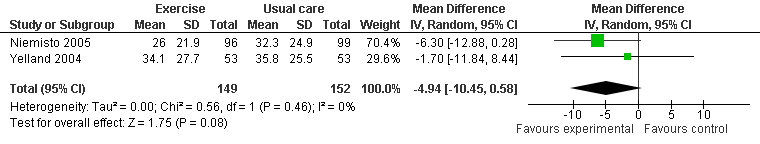 Exercise Usual care Mean Difference Mean Difference
Study or Subgroup Mean SD Total Mean SD Total Weight IV, Random, 95% CI IV, Random, 95% CI
Niemisto 2005 26 21.9 96 32.3 24.9 99 70.4% -6.30 [-12.88, 0.28]
Yelland 2004 34.1 27.7 53 35.8 25.5 53 29.6% -1.70 [-11.84, 8.44]
Total (95% CI) 149 152 100.0% -4.94 [-10.45, 0.58]
Heterogeneity: Tau² = 0.00; Chi² = 0.56, df = 1 (P = 0.46); I² = 0%
Test for overall effect: Z = 1.75 (P = 0.08)
-10 -5 0 5 10
Favours experimental Favours control